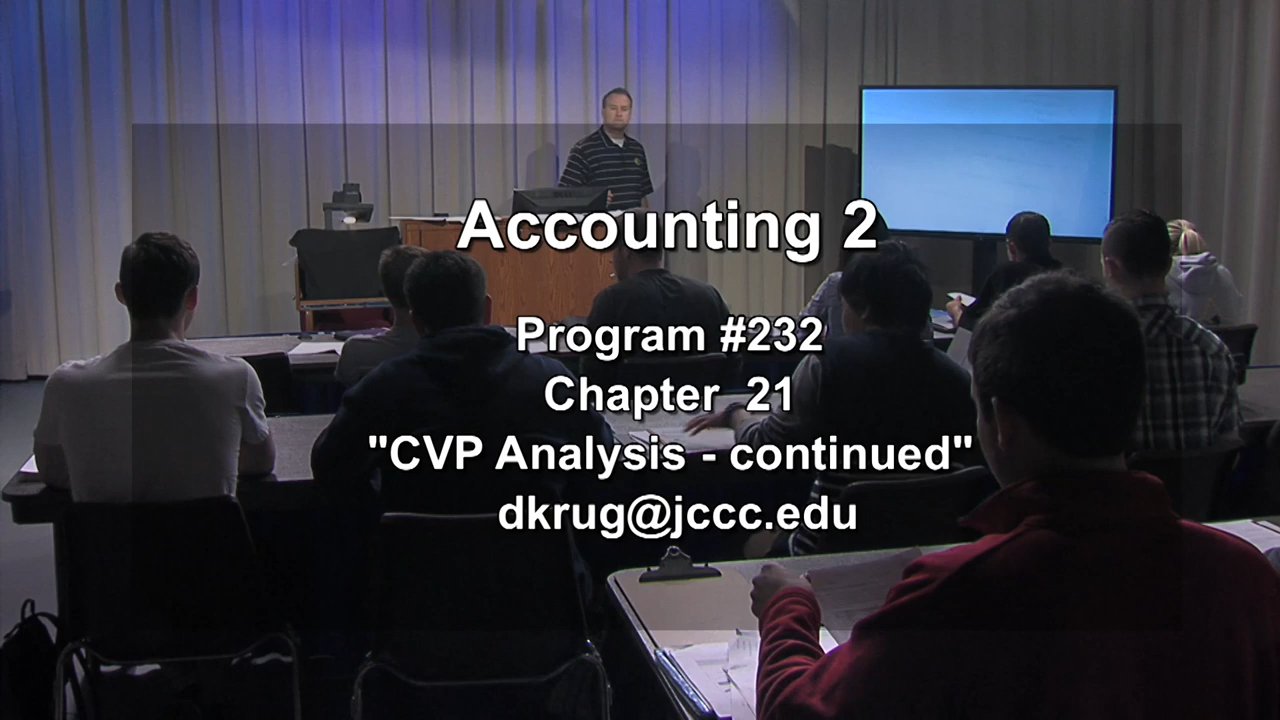 Accounting 2
Program #232
Chapter 21
"CVP Analysis - continued"
dkrug@jccc.edu